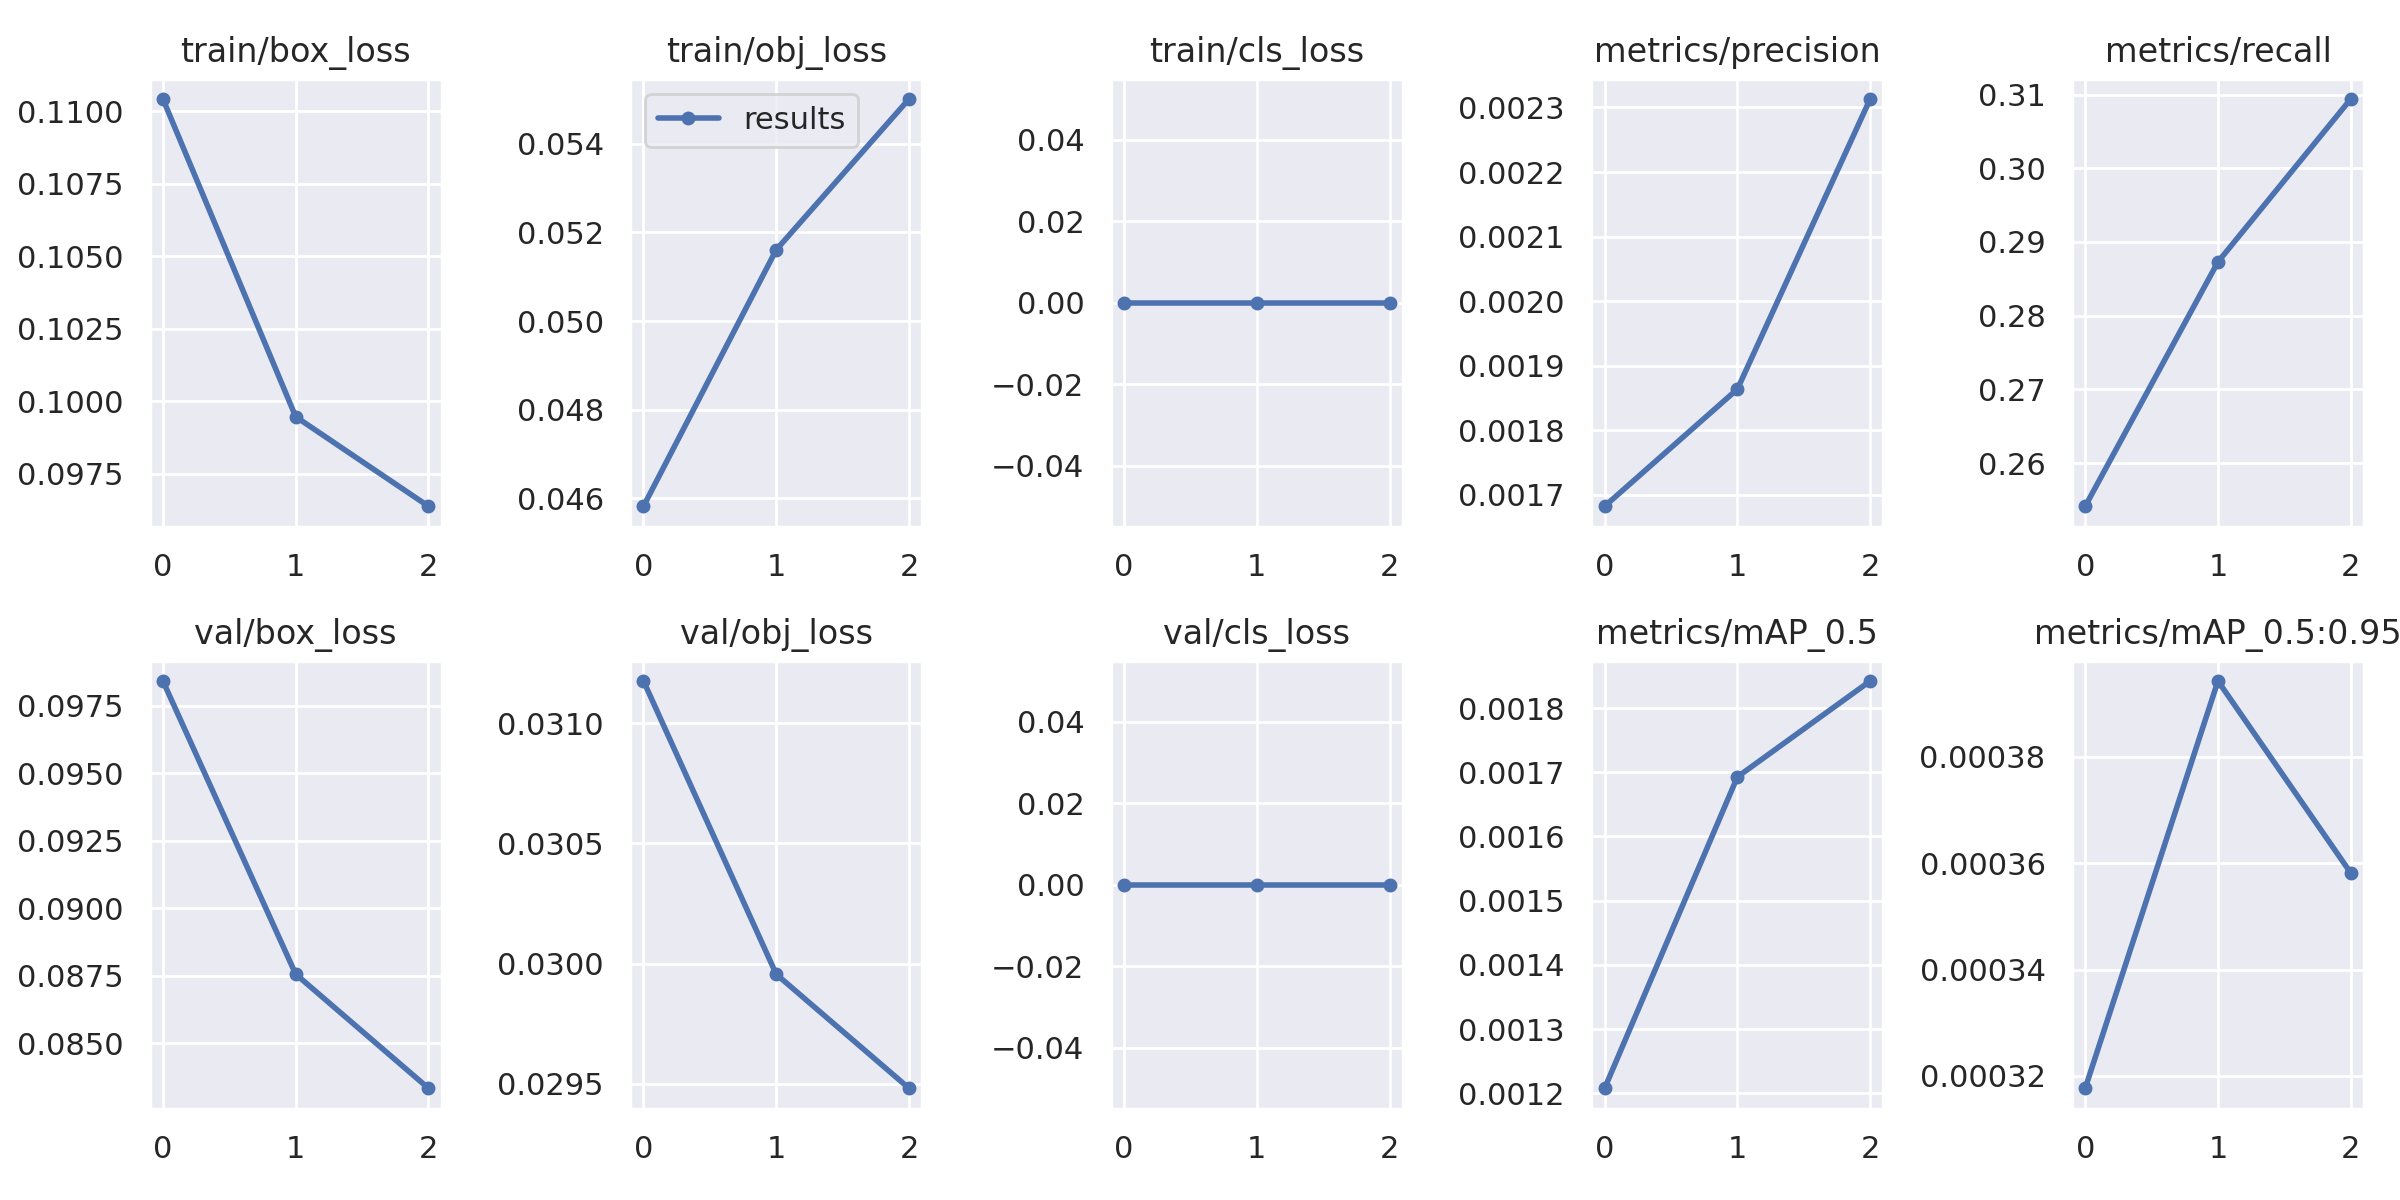 train/box_loss
0.1100
0.1075
0.1050
0.1025
0.1000
0.0975
0 1 2
train/obj_loss
results
0.054
0.052
0.050
0.048
0.046
0 1 2
train/cls_loss
0.04
0.02
0.00
−0.02
−0.04
0 1 2
metrics/precision
0.0023
0.0022
0.0021
0.0020
0.0019
0.0018
0.0017
0 1 2
metrics/recall
0.31
0.30
0.29
0.28
0.27
0.26
0 1 2
val/box_loss
0.0975
0.0950
0.0925
0.0900
0.0875
0.0850
0 1 2
val/obj_loss
0.0310
0.0305
0.0300
0.0295
0 1 2
val/cls_loss
0.04
0.02
0.00
−0.02
−0.04
0 1 2
metrics/mAP_0.5
0.0018
0.0017
0.0016
0.0015
0.0014
0.0013
0.0012
0 1 2
metrics/mAP_0.5:0.95
0.00038
0.00036
0.00034
0.00032
0 1 2